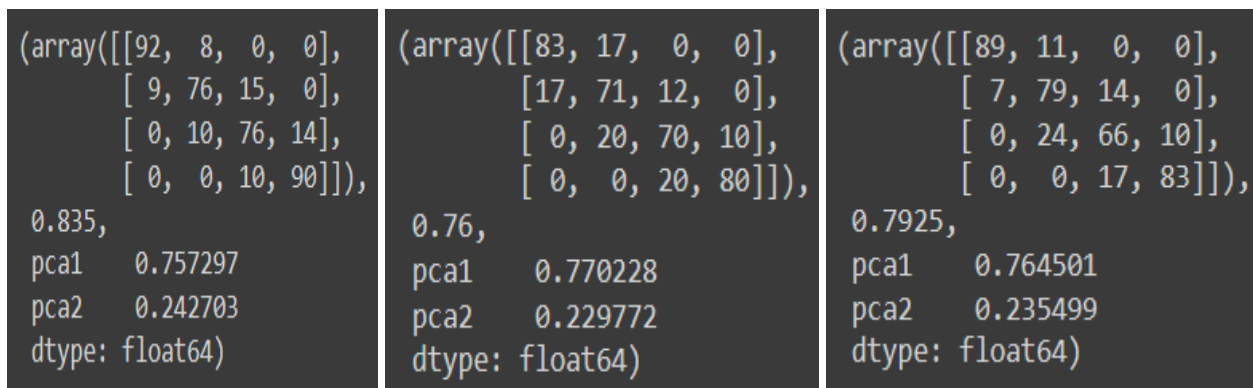 (array([[92, 8, 0, 0],
[ 9, 76, 15, 0],
[ 0, 10, 76, 14],
[ 0, 0, 10, 90]]),
0.835,
pca1 0.757297
pca2 0.242703
dtype: float64)
(array([[83, 17, 0, 0],
[17, 71, 12, 0],
[ 0, 20, 70, 10],
[ 0, 0, 20, 80]]),
0.76,
pca1 0.770228
pca2 0.229772
dtype: float64)
(array([[89, 11, 0, 0],
[ 7, 79, 14, 0],
[ 0, 24, 66, 10],
[ 0, 0, 17, 83]]),
0.7925,
pca1 0.764501
pca2 0.235499
dtype: float64)